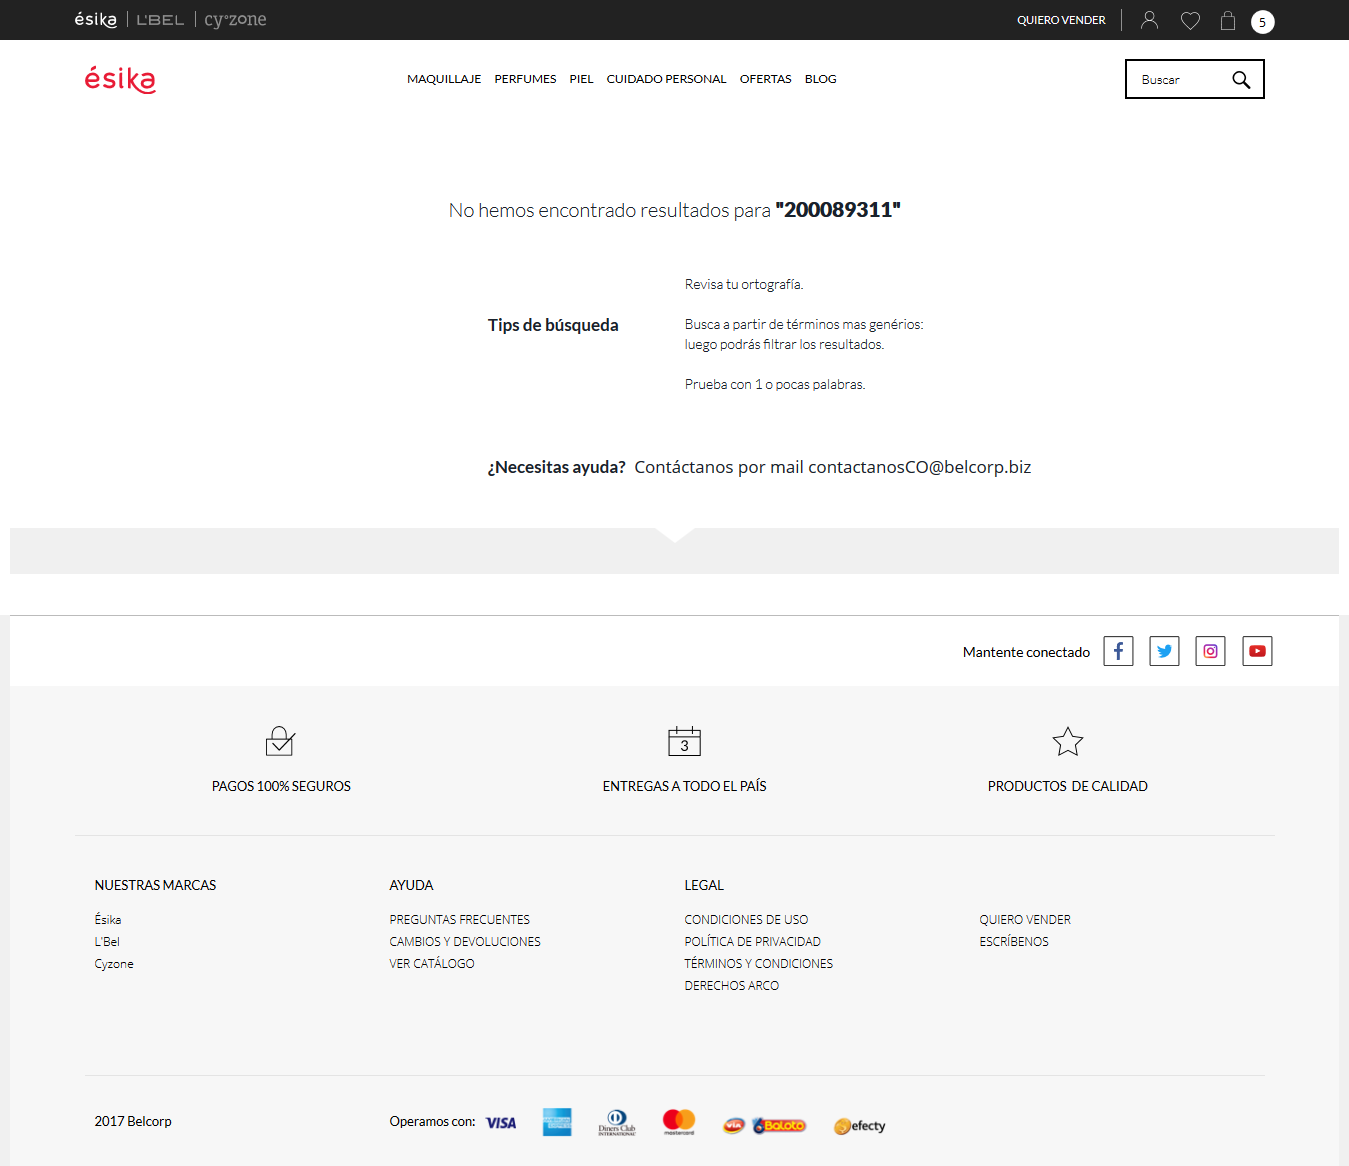 ésika | L'BEL | cy°zone
QUIERO VENDER
5
ésika
MAQUILLAJE PERFUMES PIEL CUIDADO PERSONAL OFERTAS BLOG
Buscar
No hemos encontrado resultados para "200089311"
Tips de búsqueda
Revisa tu ortografía.
Busca a partir de términos mas genérios:
luego podrás filtrar los resultados.
Prueba con 1 o pocas palabras.
¿Necesitas ayuda? Contáctanos por mail contactanosCO@belcorp.biz
Mantente conectado
3
PAGOS 100% SEGUROS
ENTREGAS A TODO EL PAÍS
PRODUCTOS DE CALIDAD
NUESTRAS MARCAS
Ésika
L'Bel
Cyzone
AYUDA
PREGUNTAS FRECUENTES
CAMBIOS Y DEVOLUCIONES
VER CATÁLOGO
LEGAL
CONDICIONES DE USO
POLÍTICA DE PRIVACIDAD
TÉRMINOS Y CONDICIONES
DERECHOS ARCO
QUIERO VENDER
ESCRÍBENOS
2017 Belcorp
Operamos con:
VISA
Diners Club
INTERNATIONAL
mastercard
VIA
Baloto
efecty